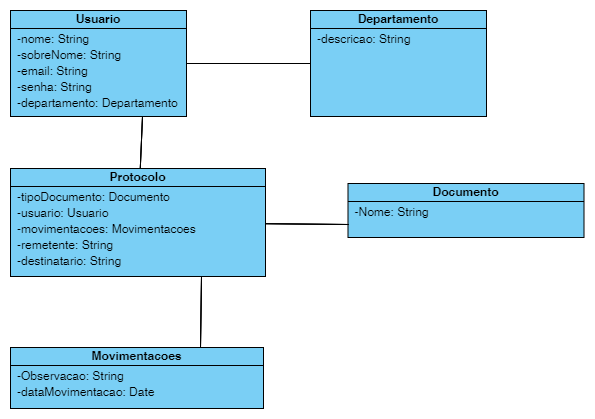 Usuario
-nome: String
-sobreNome: String
-email: String
-senha: String
-departamento: Departamento
Departamento
-descricao: String
Protocolo
-tipoDocumento: Documento
-usuario: Usuario
-movimentacoes: Movimentacoes
-remetente: String
-destinatario: String
Documento
-Nome: String
Movimentacoes
-Observacao: String
-dataMovimentacao: Date